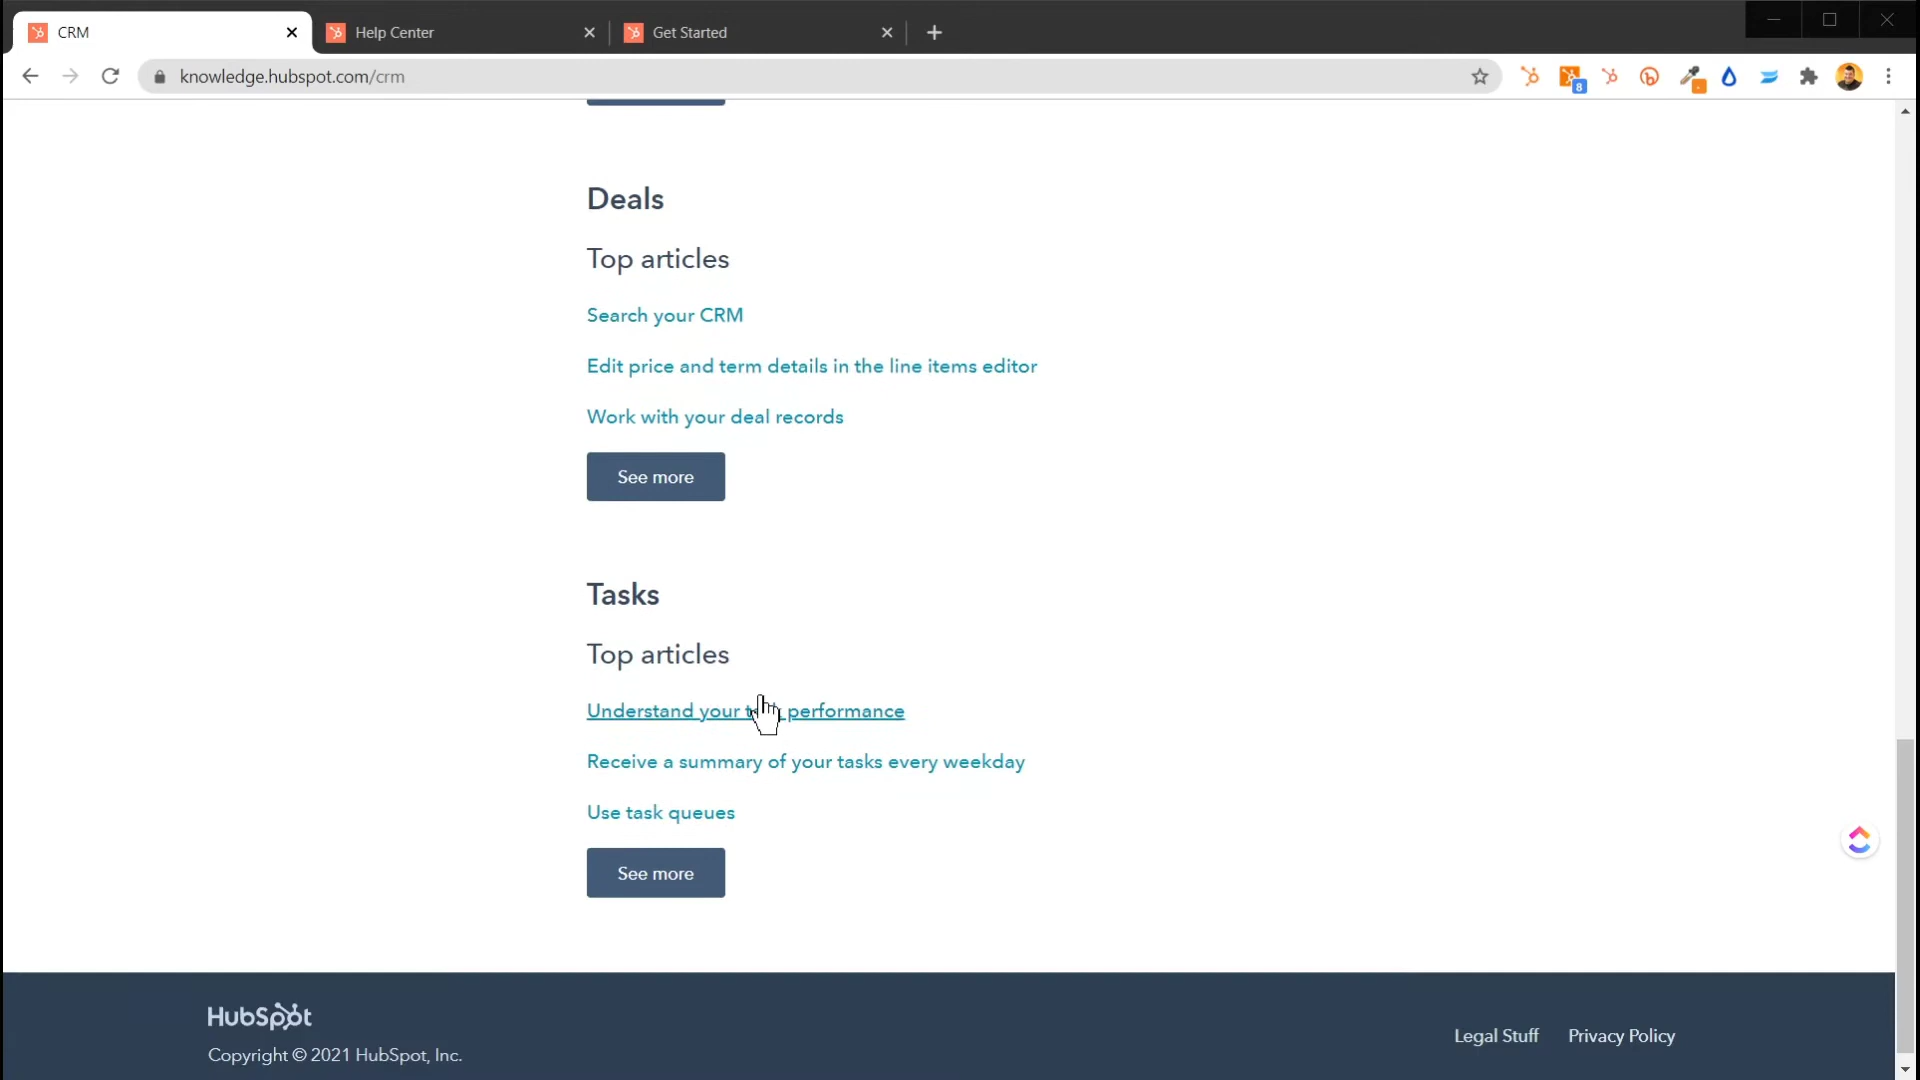 CRM
Help Center
Get Started
knowledge.hubspot.com/crm
8
Deals
Top articles
Search your CRM
Edit price and term details in the line items editor
Work with your deal records
See more
Tasks
Top articles
Understand your task performance
Receive a summary of your tasks every weekday
Use task queues
See more
HubSpot
Copyright © 2021 HubSpot, Inc.
Legal Stuff
Privacy Policy